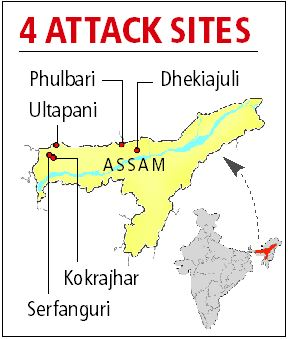 4 ATTACK SITES
Phulbari
Dhekiajuli
Ultapani
ASSAM
Kokrajhar
Serfanguri